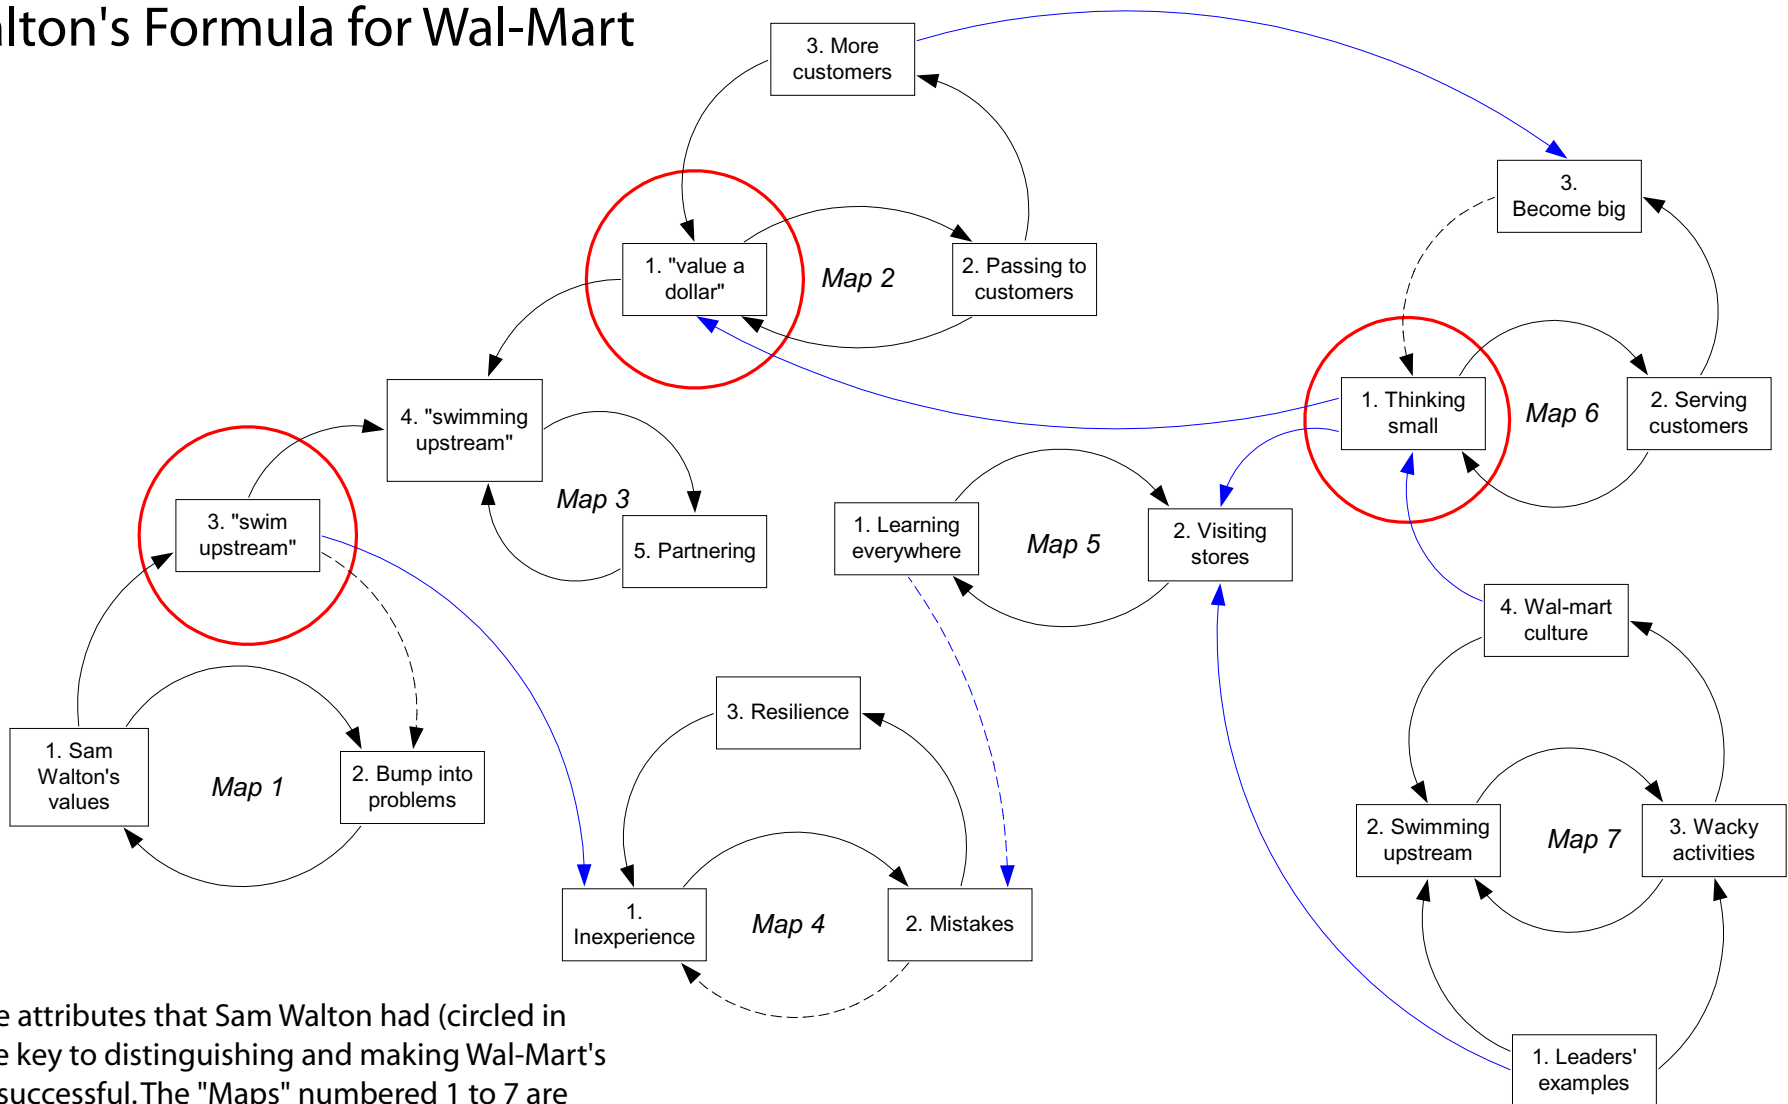 alton's Formula for Wal-Mart
3. More
customers
3.
Become big
1. "value a
dollar"
Map 2
2. Passing to
customers
4. "swimming
upstream"
1. Thinking
small
Map 6
2. Serving
customers
3. "swim
upstream"
Map 3
5. Partnering
1. Learning
everywhere
Map 5
2. Visiting
stores
4. Wal-mart
culture
3. Resilience
1. Sam
Walton's
values
Map 1
2. Bump into
problems
2. Swimming
upstream
Map 7
3. Wacky
activities
1.
Inexperience
Map 4
2. Mistakes
e attributes that Sam Walton had (circled in
e key to distinguishing and making Wal-Mart's
successful. The "Maps" numbered 1 to 7 are
1. Leaders'
examples